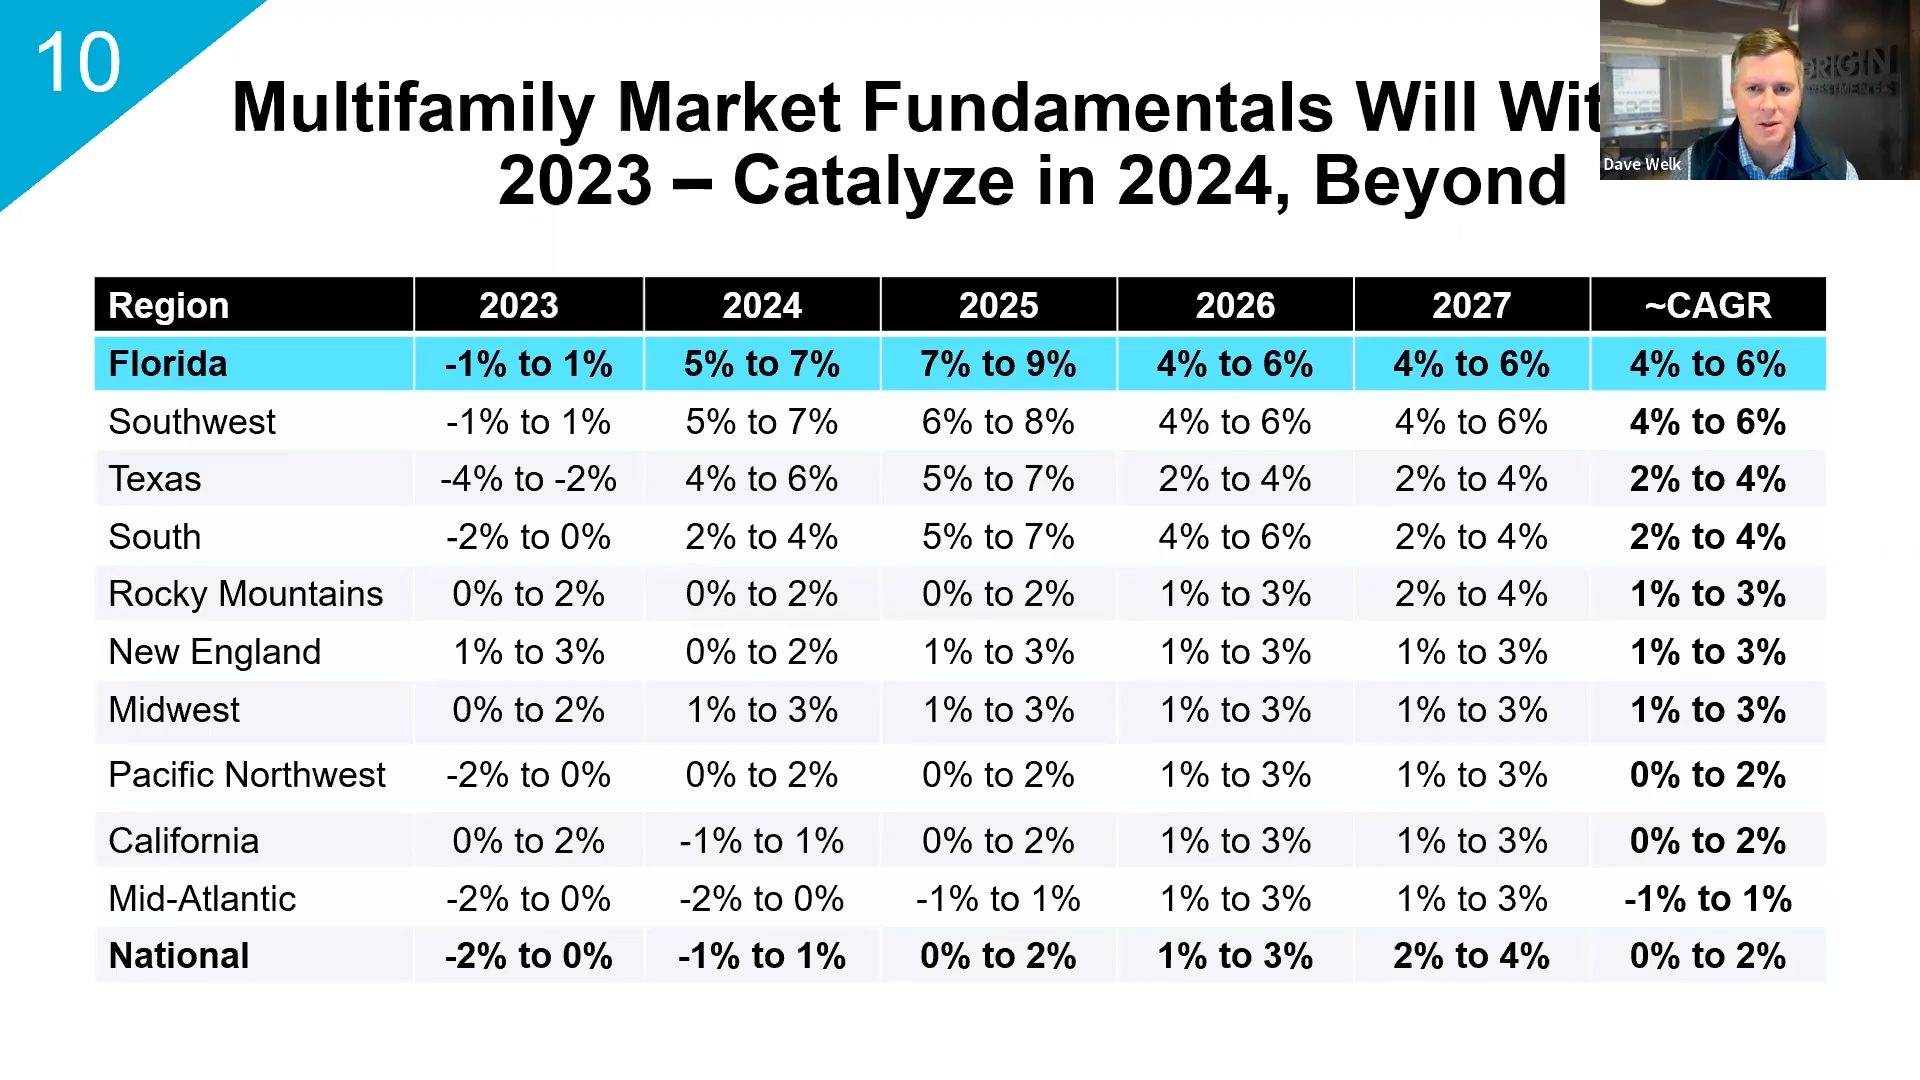 10
Multifamily Market Fundamentals Will
2023 – Catalyze in 2024, Beyond
Dave Welk
Region 2023 2024 2025 2026 2027 ~CAGR
Florida -1% to 1% 5% to 7% 7% to 9% 4% to 6% 4% to 6% 4% to 6%
Southwest -1% to 1% 5% to 7% 6% to 8% 4% to 6% 4% to 6% 4% to 6%
Texas -4% to -2% 4% to 6% 5% to 7% 2% to 4% 2% to 4% 2% to 4%
South -2% to 0% 2% to 4% 5% to 7% 4% to 6% 2% to 4% 2% to 4%
Rocky Mountains 0% to 2% 0% to 2% 0% to 2% 1% to 3% 2% to 4% 1% to 3%
New England 1% to 3% 0% to 2% 1% to 3% 1% to 3% 1% to 3% 1% to 3%
Midwest 0% to 2% 1% to 3% 1% to 3% 1% to 3% 1% to 3% 1% to 3%
Pacific Northwest -2% to 0% 0% to 2% 0% to 2% 1% to 3% 1% to 3% 0% to 2%
California 0% to 2% -1% to 1% 0% to 2% 1% to 3% 1% to 3% 0% to 2%
Mid-Atlantic -2% to 0% -2% to 0% -1% to 1% 1% to 3% 1% to 3% -1% to 1%
National -2% to 0% -1% to 1% 0% to 2% 1% to 3% 2% to 4% 0% to 2%